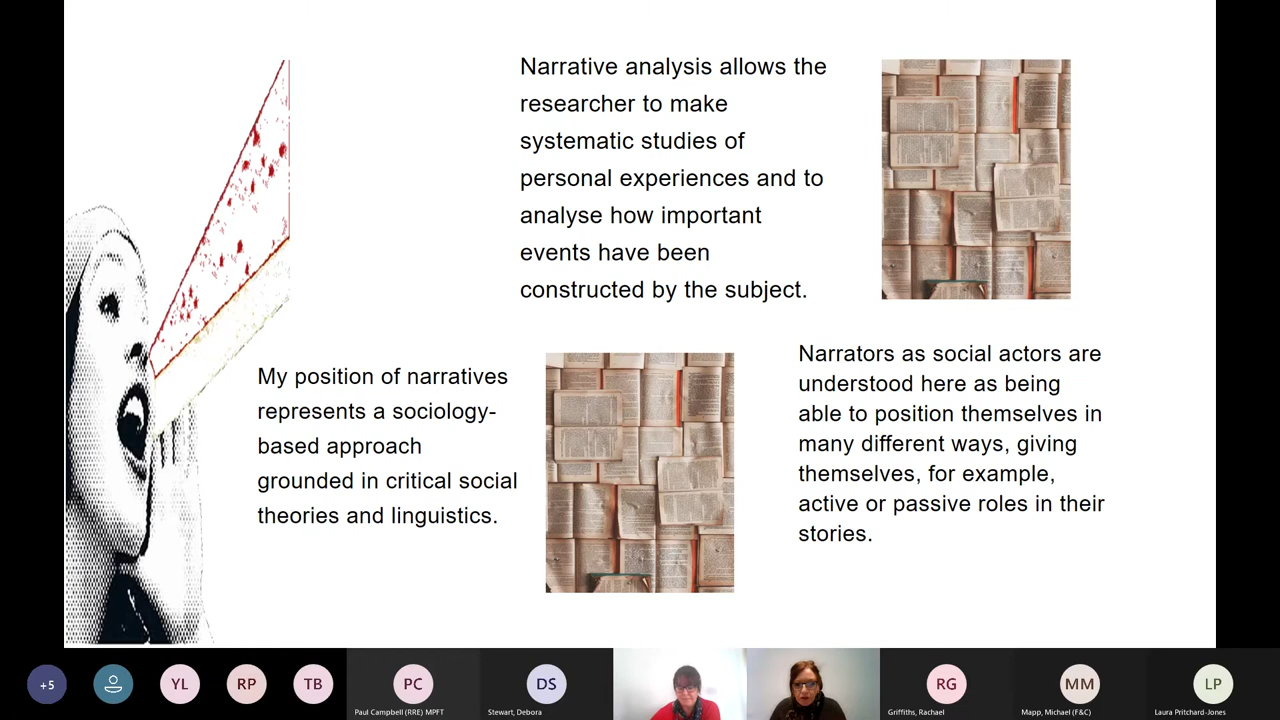 Narrative analysis allows the
researcher to make
systematic studies of
personal experiences and to
analyse how important
events have been
constructed by the subject.
My position of narratives
represents a sociology-
based approach
grounded in critical social
theories and linguistics.
Narrators as social actors are
understood here as being
able to position themselves in
many different ways, giving
themselves, for example,
active or passive roles in their
stories.
+5
YL
RP
TB
PC
Paul Campbell (RRE) MPFT
DS
Stewart, Debora
RG
Griffiths, Rachael
MM
Mapp, Michael (F&C)
LP
Laura Pritchard-Jones